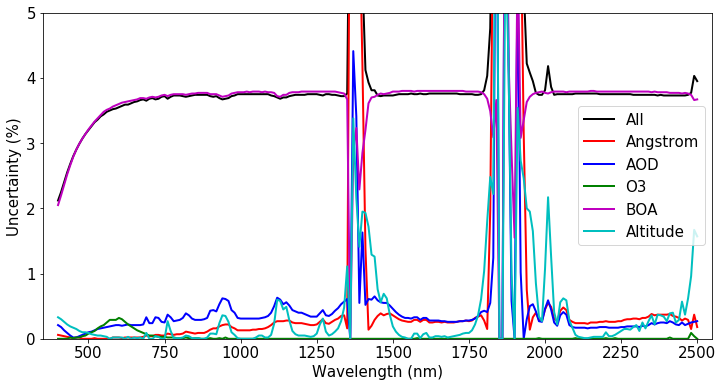 5
4
3
2
1
0
Uncertainty (%)
All
Angstrom
AOD
O3
BOA
Altitude
500 750 1000 1250 1500 1750 2000 2250 2500
Wavelength (nm)